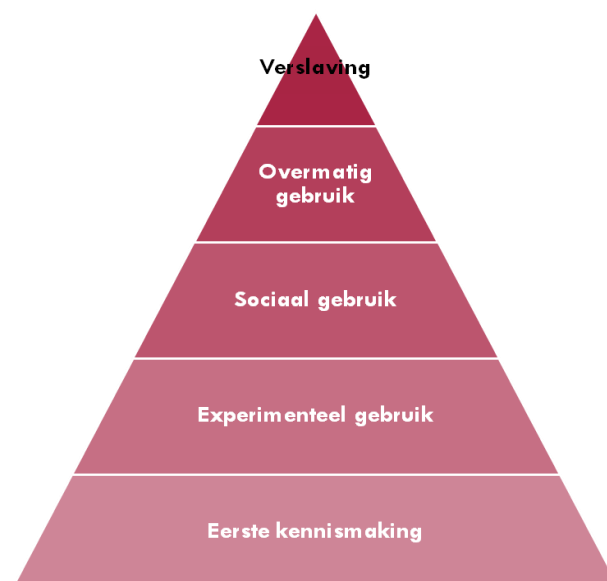 Verslaving
Overmatig
gebruik
Sociaal gebruik
Experimenteel gebruik
Eerste kennismaking